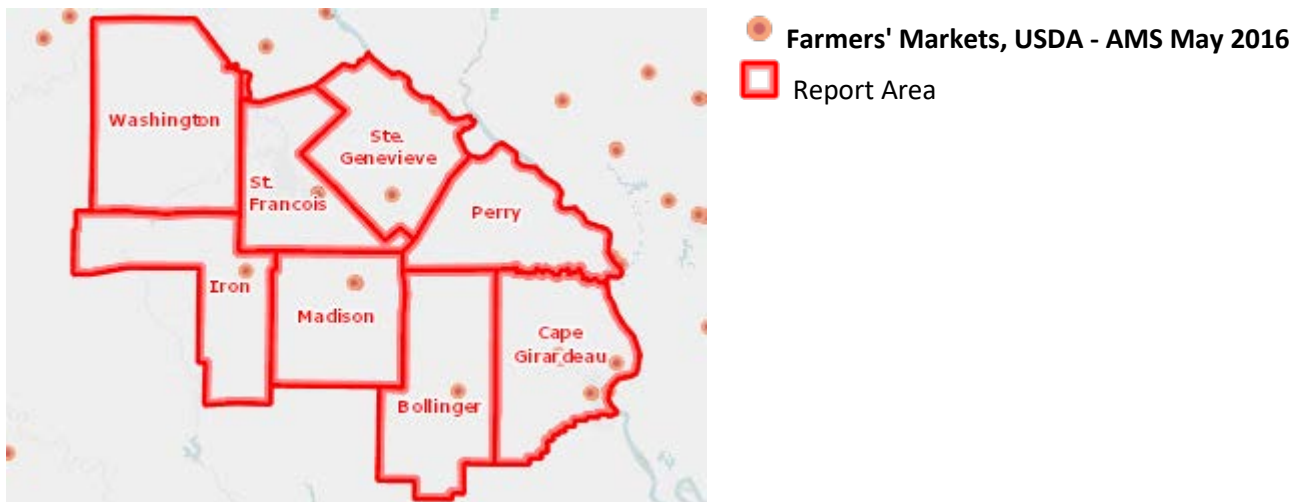 Farmers' Markets, USDA - AMS May 2016
Report Area
Washington
Ste.
Genevieve
St.
Francois
Perry
Iron
Madison
Cape
Girardeau
Bollinger